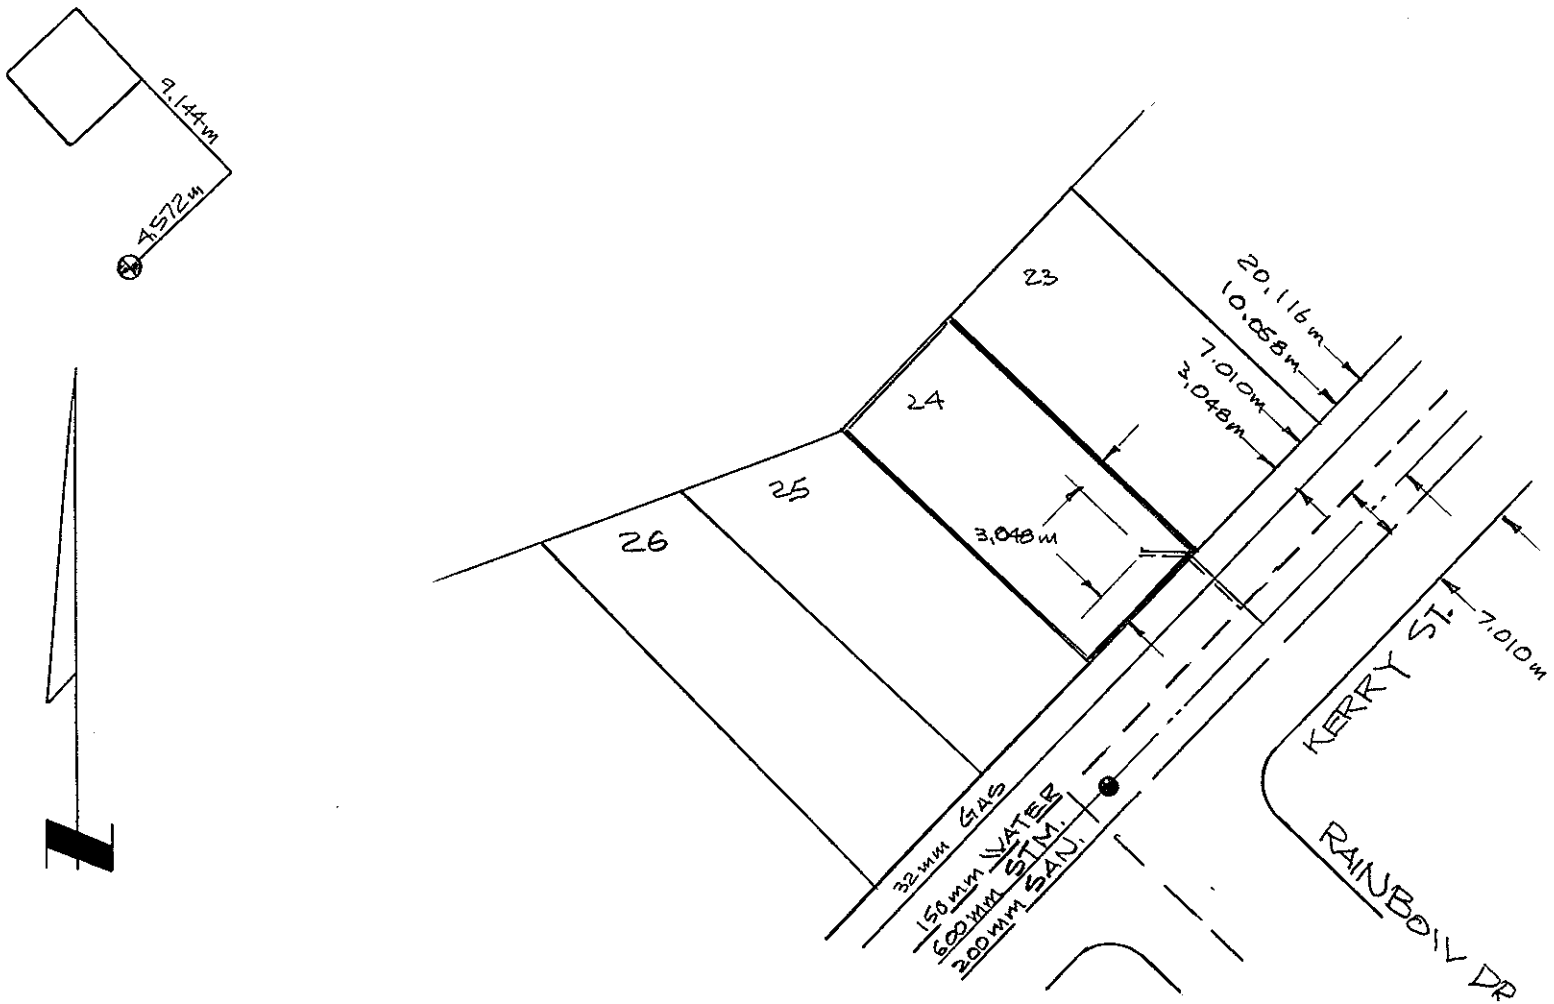 9.144m
4.572m
23
20.116m
10.058m
7.010m
3.048m
24
25
3.048m
26
7.010m
KERRY ST.
32mm GAS
150mm WATER
600mm STM.
200mm SAN.
RAINBOW DR